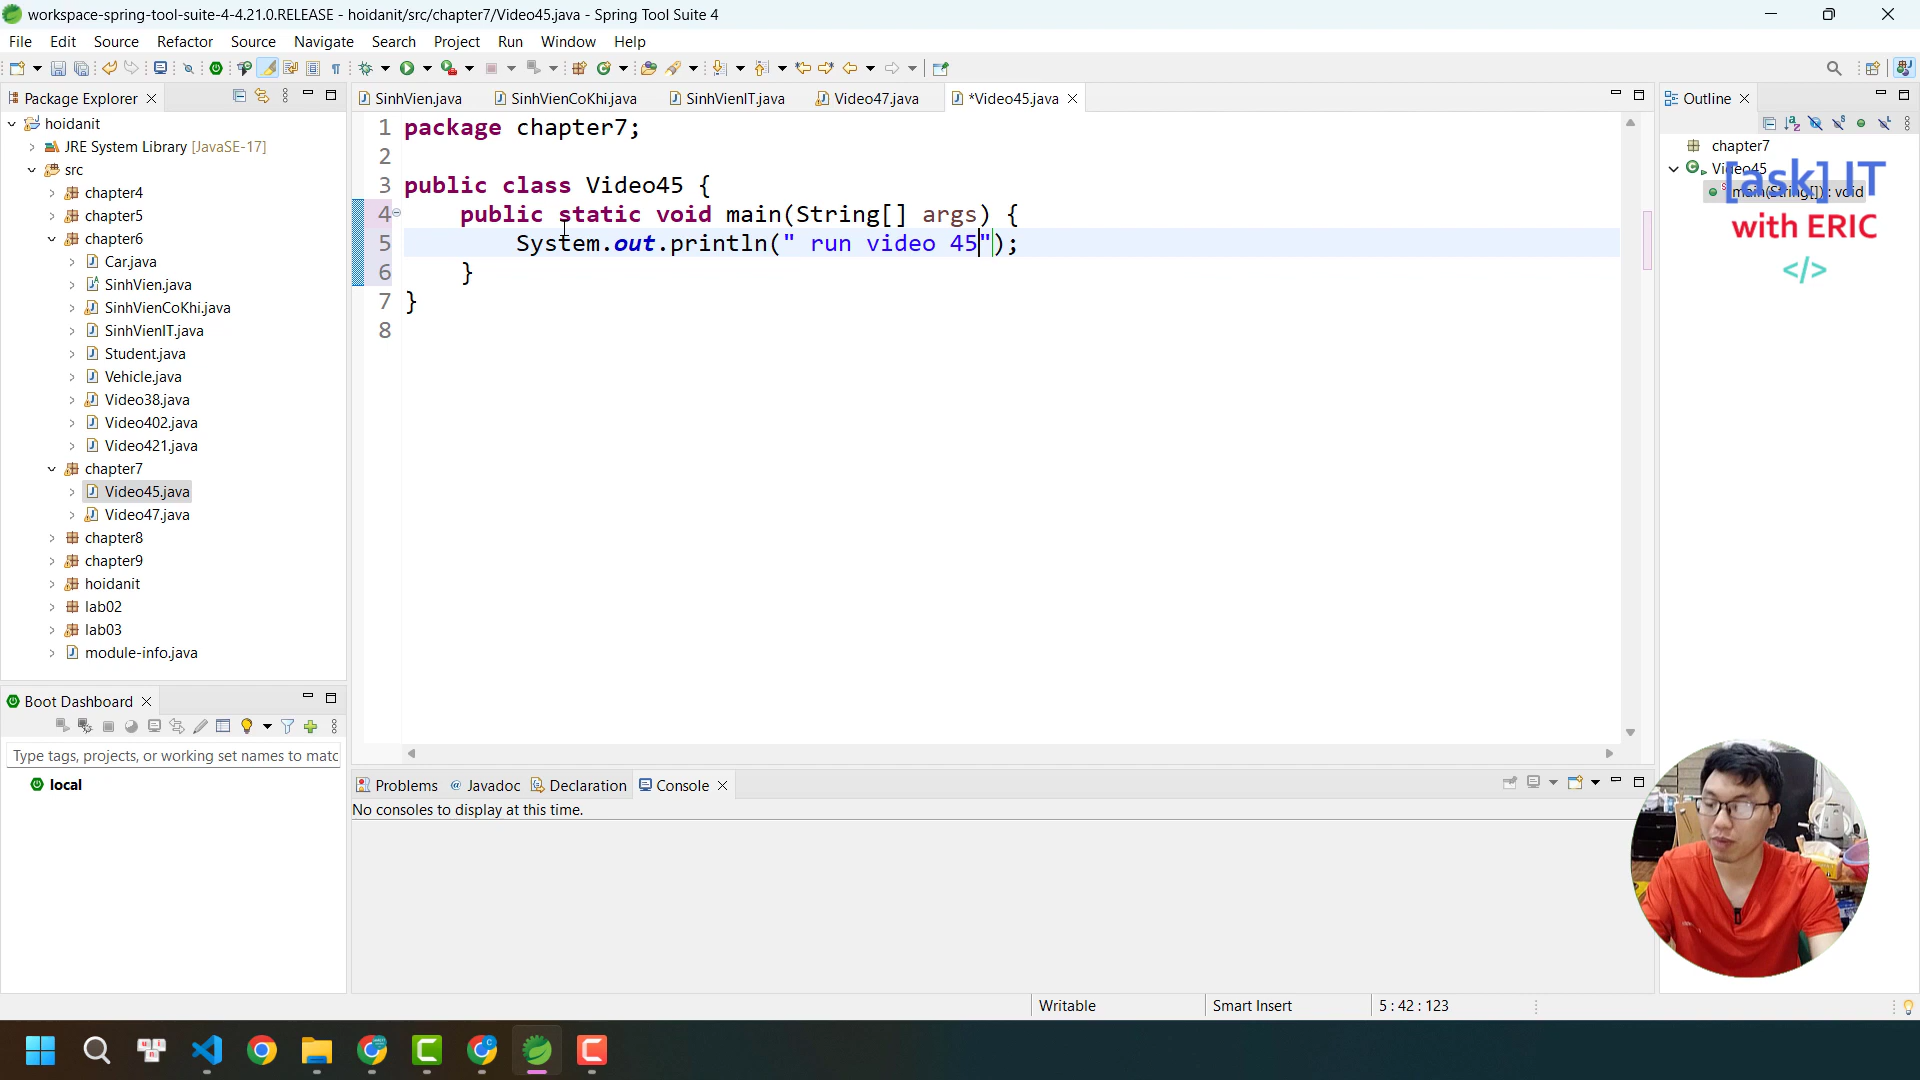 workspace-spring-tool-suite-4-4.21.0.RELEASE - hoidanit/src/chapter7/Video45.java - Spring Tool Suite 4
File Edit Source Refactor Source Navigate Search Project Run Window Help
Package Explorer
hoidanit
JRE System Library [JavaSE-17]
src
chapter4
chapter5
chapter6
Car.java
SinhVien.java
SinhVienCoKhi.java
SinhVienIT.java
Student.java
Vehicle.java
Video38.java
Video402.java
Video421.java
chapter7
Video45.java
Video47.java
chapter8
chapter9
hoidanit
lab02
lab03
module-info.java
Boot Dashboard
Type tags, projects, or working set names to matc
local
SinhVien.java SinhVienCoKhi.java SinhVienIT.java Video47.java *Video45.java
1 package chapter7;
2
3 public class Video45 {
4 public static void main(String[] args) {
5 System.out.println(" run video 45");
6 }
7 }
8
Problems Javadoc Declaration Console
No consoles to display at this time.
Outline
chapter7
Video45
main(String[]) : void
[ask] IT
with ERIC
</>
Writable Smart Insert 5 : 42 : 123